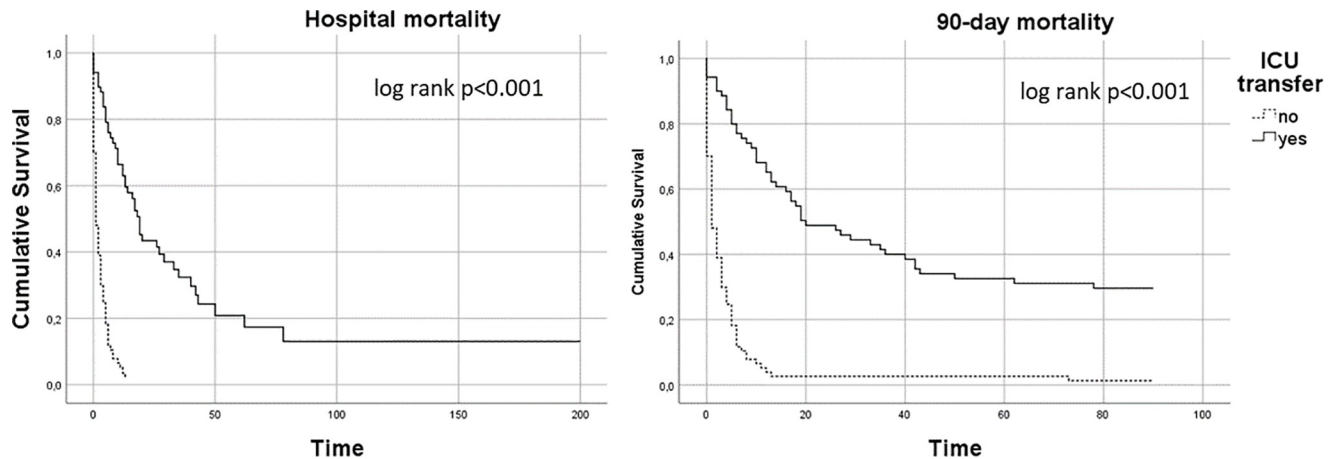 Hospital mortality
log rank p<0.001
Cumulative Survival
1,0
0,8
0,6
0,4
0,2
0,0
0 50 100 150 200
Time
90-day mortality
log rank p<0.001
Cumulative Survival
1,0
0,8
0,6
0,4
0,2
0,0
0 20 40 60 80 100
Time
ICU
transfer
no
yes